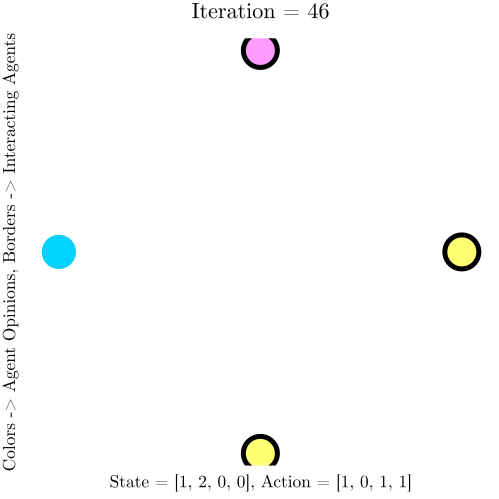 Iteration = 46
Colors -> Agent Opinions, Borders -> Interacting Agents
State = [1, 2, 0, 0], Action = [1, 0, 1, 1]